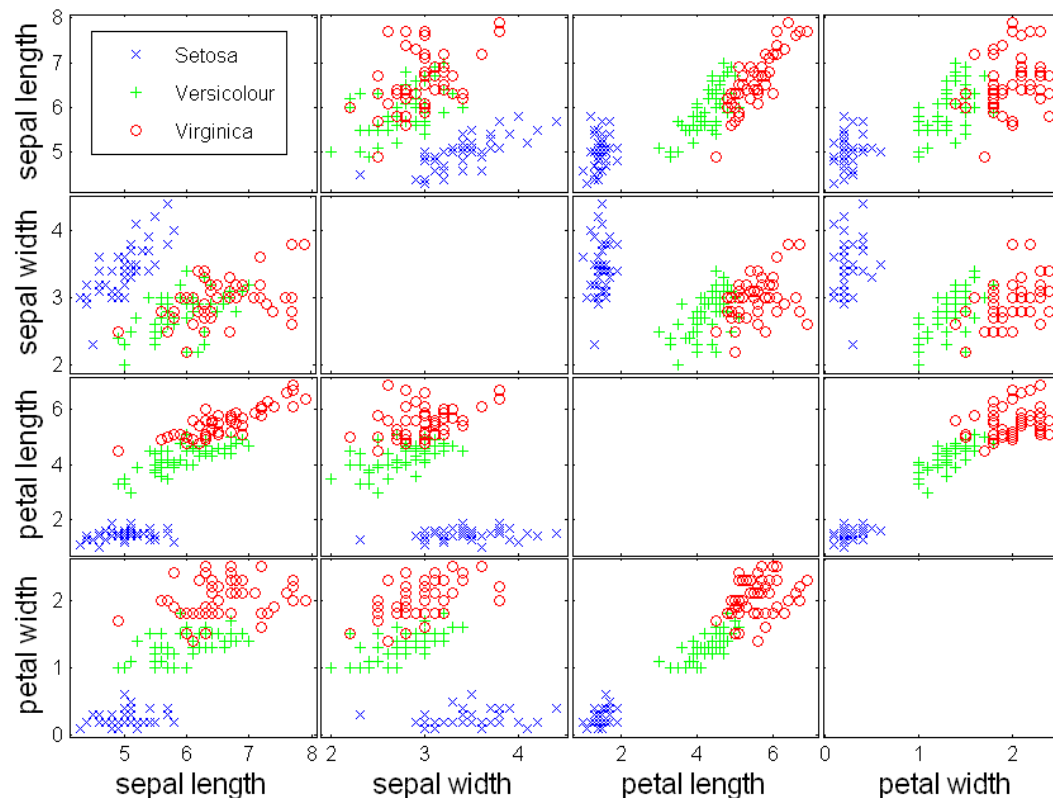 sepal length
8
7
6
5
Setosa
Versicolour
Virginica
sepal width
4
3
2
petal length
6
4
2
petal width
2
1
0
5 6 7 8
2 3 4
2 4 6
0 1 2
sepal length
sepal width
petal length
petal width